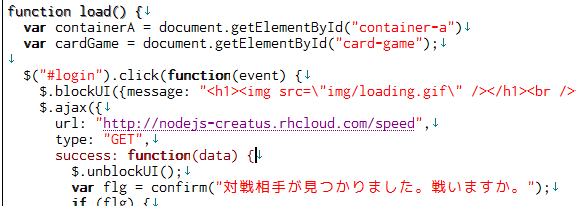 function load() {↓
var containerA = document.getElementById("container-a")↓
var cardGame = document.getElementById("card-game");↓
↓
$("#login").click(function(event) {↓
$.blockUI({message: "<h1><img src=\"img/loading.gif\" /></h1><br />
$.ajax({↓
url: "http://nodejs-creatus.rhcloud.com/speed",↓
type: "GET",↓
success: function(data) {↓
$.unblockUI();↓
var flg = confirm("対戦相手が見つかりました。戦いますか。");↓
if (flg) {↓